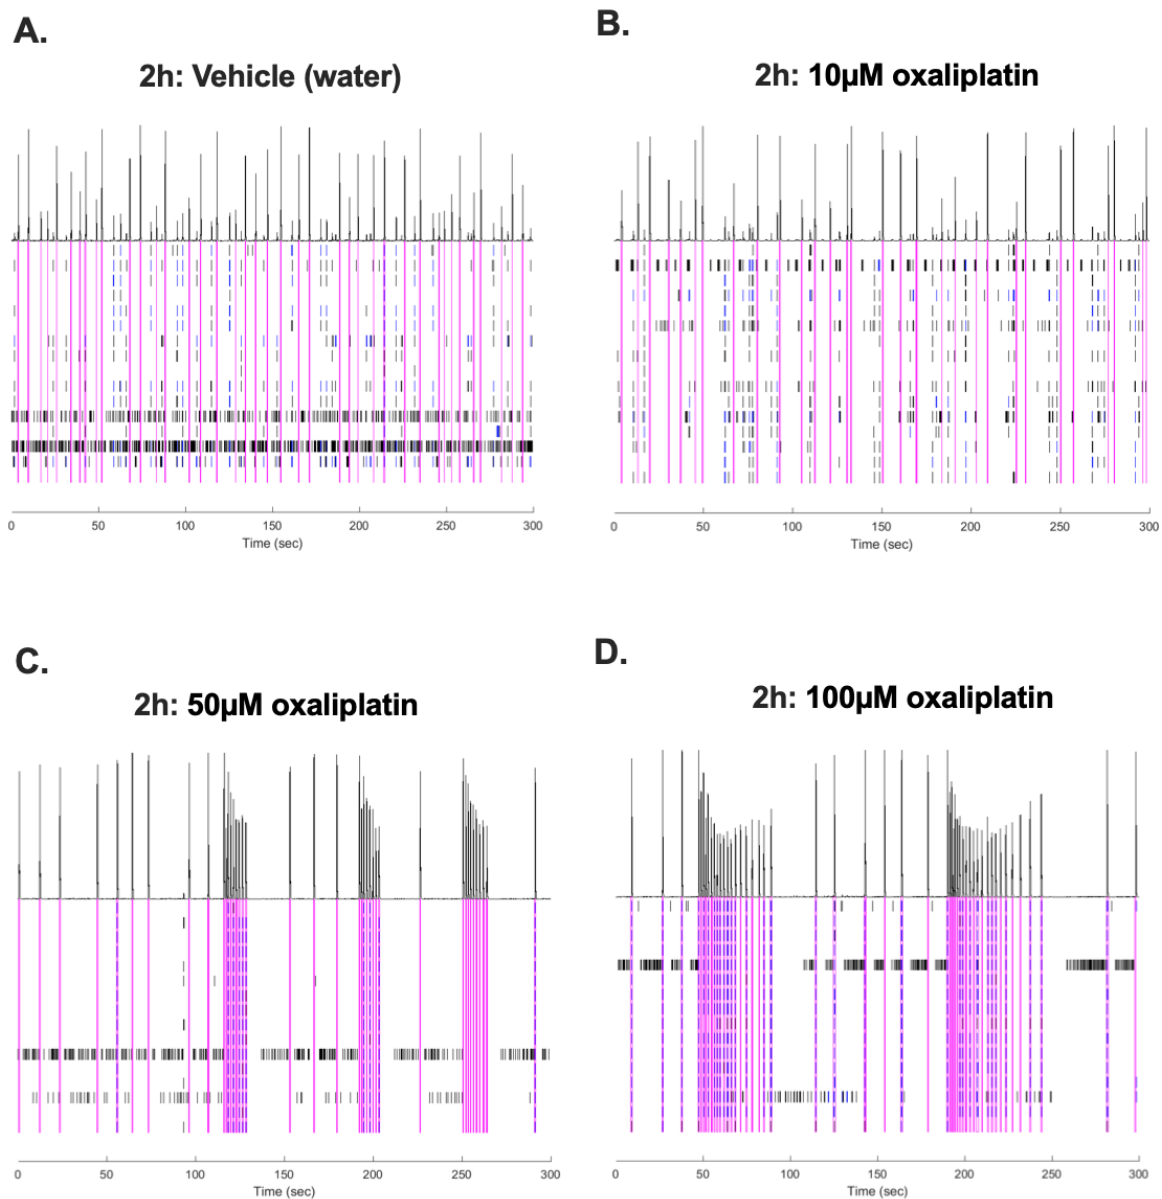 A.
2h: Vehicle (water)
0 50 100 150 200 250 300
Time (sec)
B.
2h: 10µM oxaliplatin
0 50 100 150 200 250 300
Time (sec)
C.
2h: 50µM oxaliplatin
0 50 100 150 200 250 300
Time (sec)
D.
2h: 100µM oxaliplatin
0 50 100 150 200 250 300
Time (sec)